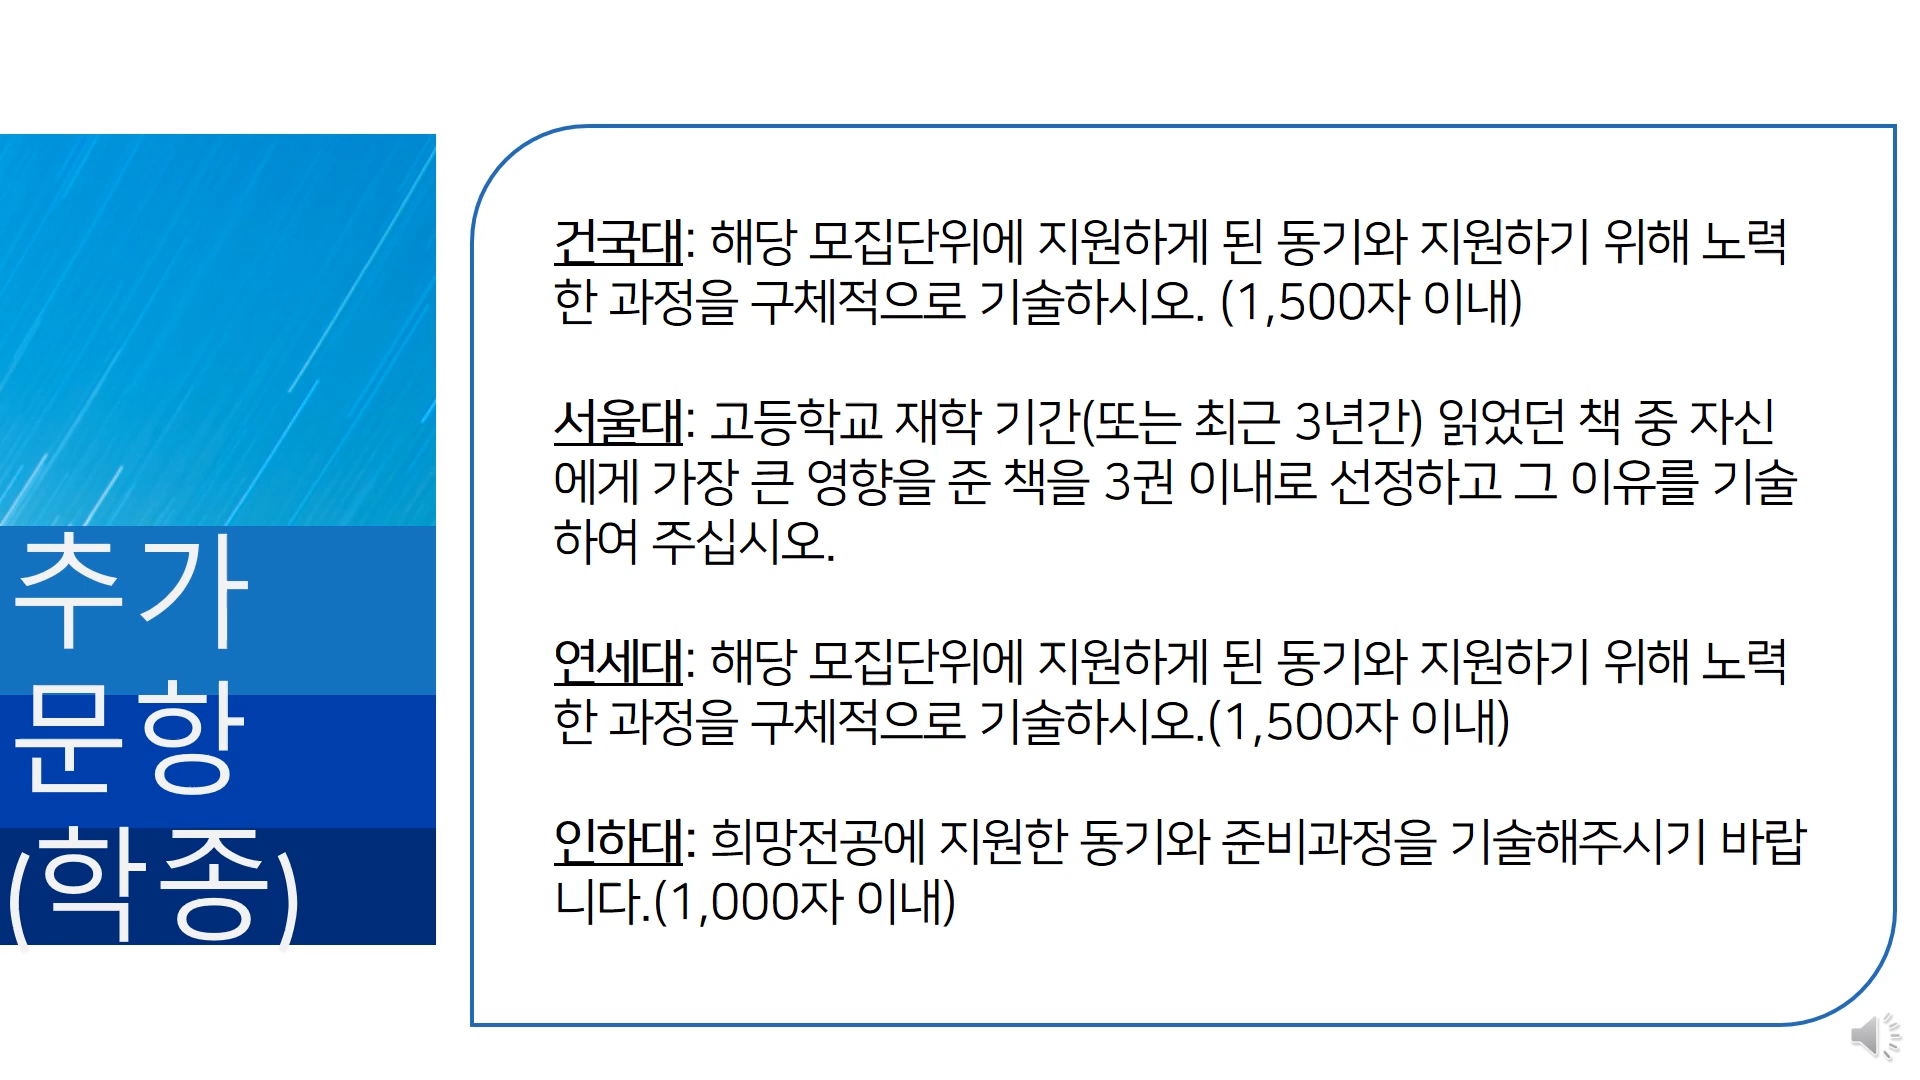 추가
문항
(학종)
건국대: 해당 모집단위에 지원하게 된 동기와 지원하기 위해 노력
한 과정을 구체적으로 기술하시오. (1,500자 이내)
서울대: 고등학교 재학 기간(또는 최근 3년간) 읽었던 책 중 자신
에게 가장 큰 영향을 준 책을 3권 이내로 선정하고 그 이유를 기술
하여 주십시오.
연세대: 해당 모집단위에 지원하게 된 동기와 지원하기 위해 노력
한 과정을 구체적으로 기술하시오.(1,500자 이내)
인하대: 희망전공에 지원한 동기와 준비과정을 기술해주시기 바랍
니다.(1,000자 이내)